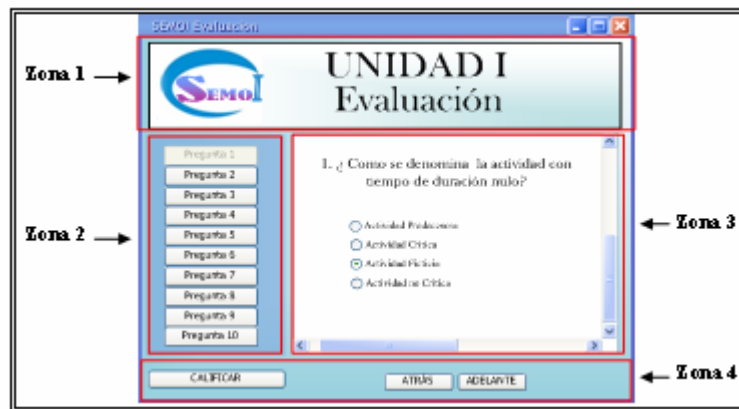 SEMOI Evaluacion
Zona 1
SEMOI
UNIDAD I
Evaluación
Zona 2
Pregunta 1
Pregunta 2
Pregunta 3
Pregunta 4
Pregunta 5
Pregunta 6
Pregunta 7
Pregunta 8
Pregunta 9
Pregunta 10
1. ¿ Como se denomina la actividad con
tiempo de duración nulo?
Actividad Predecesora
Actividad Crítica
Actividad Ficticia
Actividad no Crítica
Zona 3
CALIFICAR
ATRÁS
ADELANTE
Zona 4